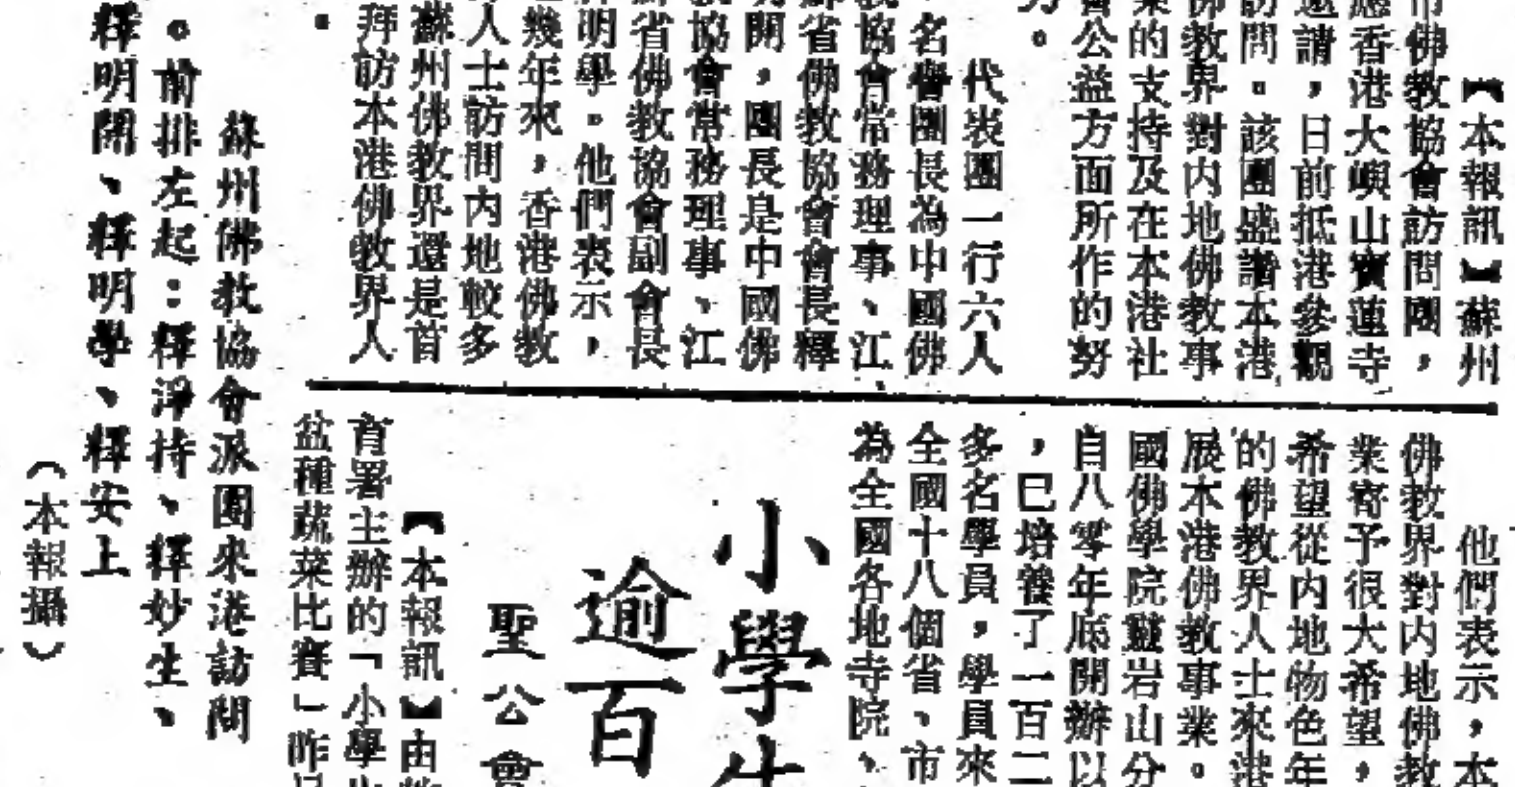 【本報訊】蘇州
市佛教協會訪問團，
應香港大嶼山寶蓮寺
邀請，日前抵港參觀
訪問。該團盛讚本港
佛教界對內地佛教事
業的支持及在本港社
會公益方面所作的努
力。
代表團一行六人
，名譽團長為中國佛
教協會常務理事、江
蘇省佛教協會會長釋
明開，團長是中國佛
教協會常務理事、江
蘇省佛教協會副會長
釋明學。他們表示，
近幾年來，香港佛教
界人士訪問內地較多
，蘇州佛教界還是首
拜訪本港佛教界人
。
蘇州佛教協會派團來港訪問
。前排左起：釋淨持、釋妙生、
釋明開、釋明學、釋安上
（本報攝）
他們表示，本
佛教界對內地佛教
業寄予很大希望，
希望從內地物色年
的佛教界人士來港
展本港佛教事業。
國佛學院靈岩山分
自八零年底開辦以
，已培養了一百二
多名學員，學員來
全國十八個省、市
為全國各地寺院、
小學生
逾百
聖公會
【本報訊】由
育署主辦的「小學生
盆種蔬菜比賽」昨